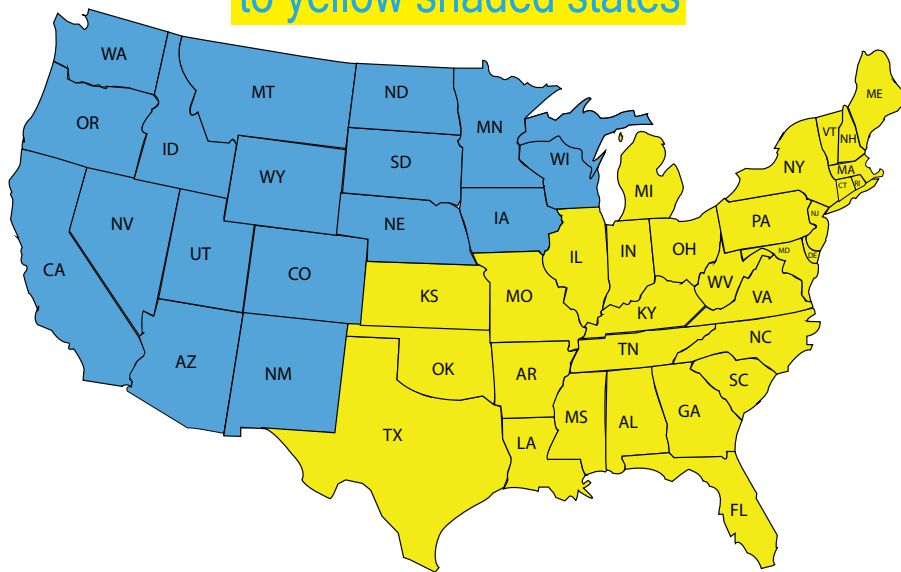 to yellow shaded states
WA
MT
ND
MN
OR
ID
WY
SD
WI
NV
UT
CO
NE
IA
CA
AZ
NM
KS
MO
IL
IN
OH
MI
PA
NY
VT
NH
ME
MA
CT
RI
NJ
MD
DE
WV
VA
KY
TN
NC
SC
OK
AR
TX
LA
MS
AL
GA
FL